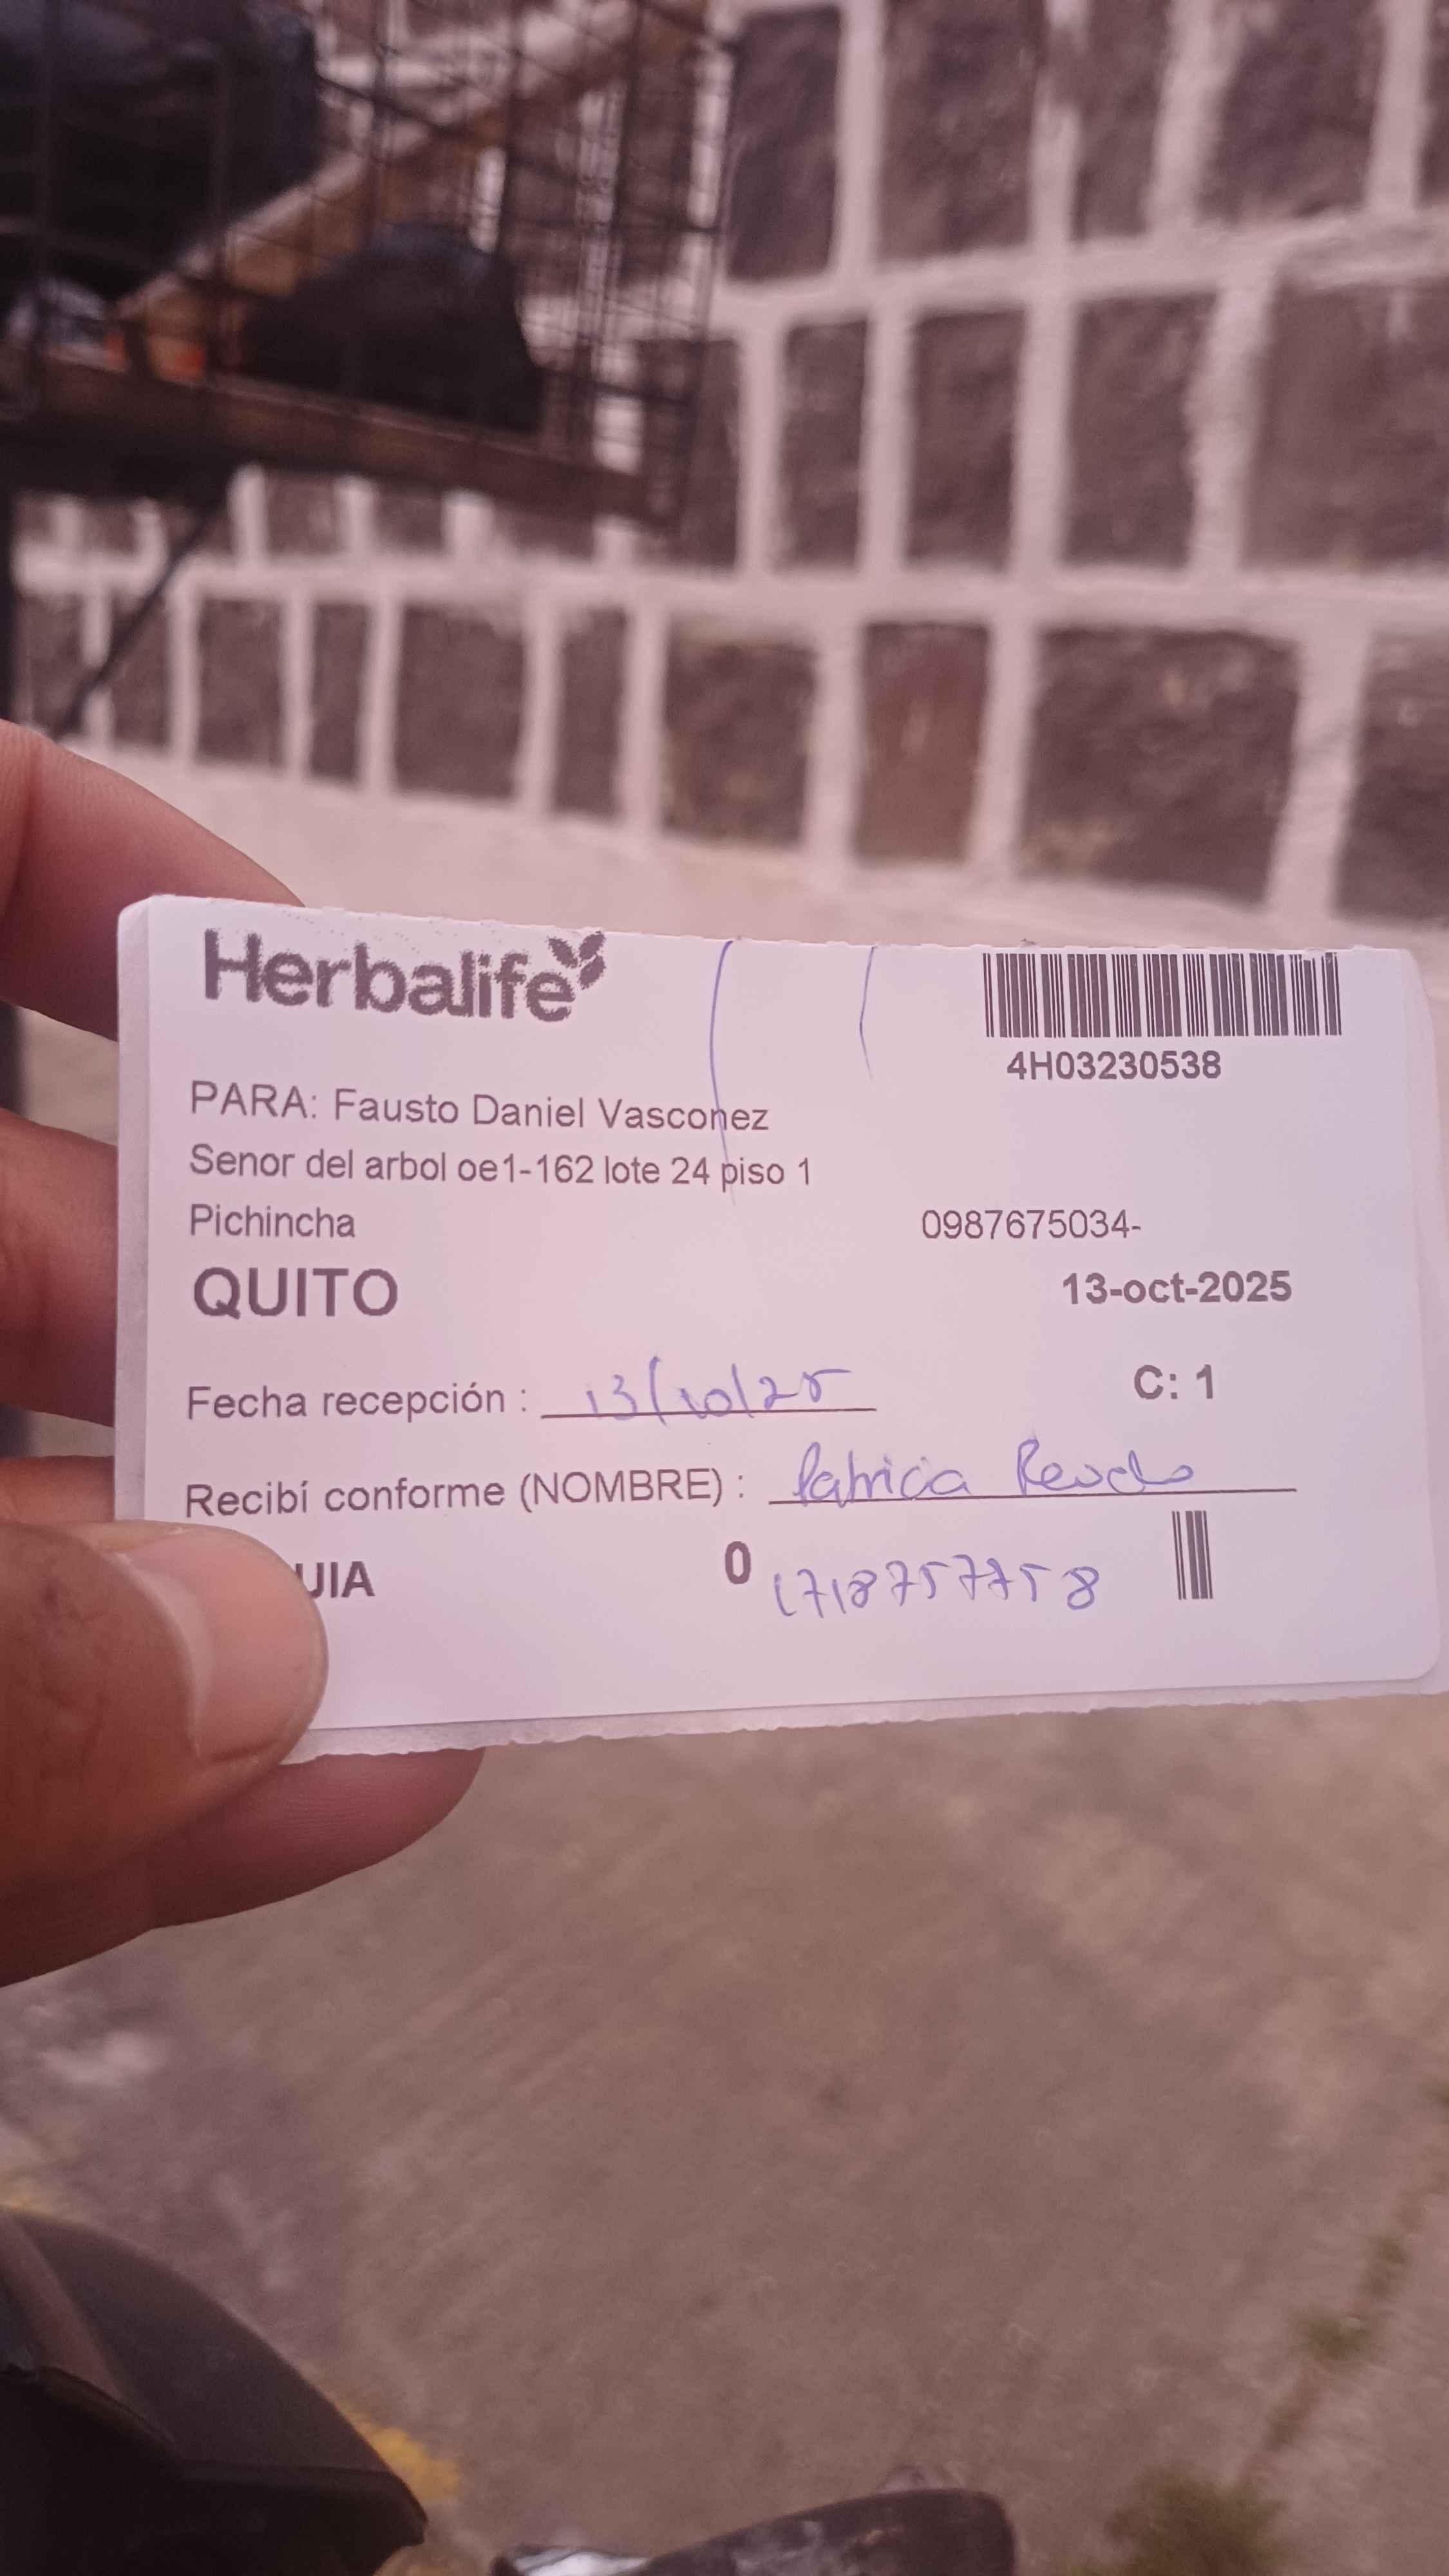 Herbalife
4H03230538
PARA: Fausto Daniel Vasconez
Senor del arbol oe1-162 lote 24 piso 1
Pichincha 0987675034-
QUITO 13-oct-2025
Fecha recepción : 13/10/25 C: 1
Recibí conforme (NOMBRE) : Patricia
UIA 0 1718757758